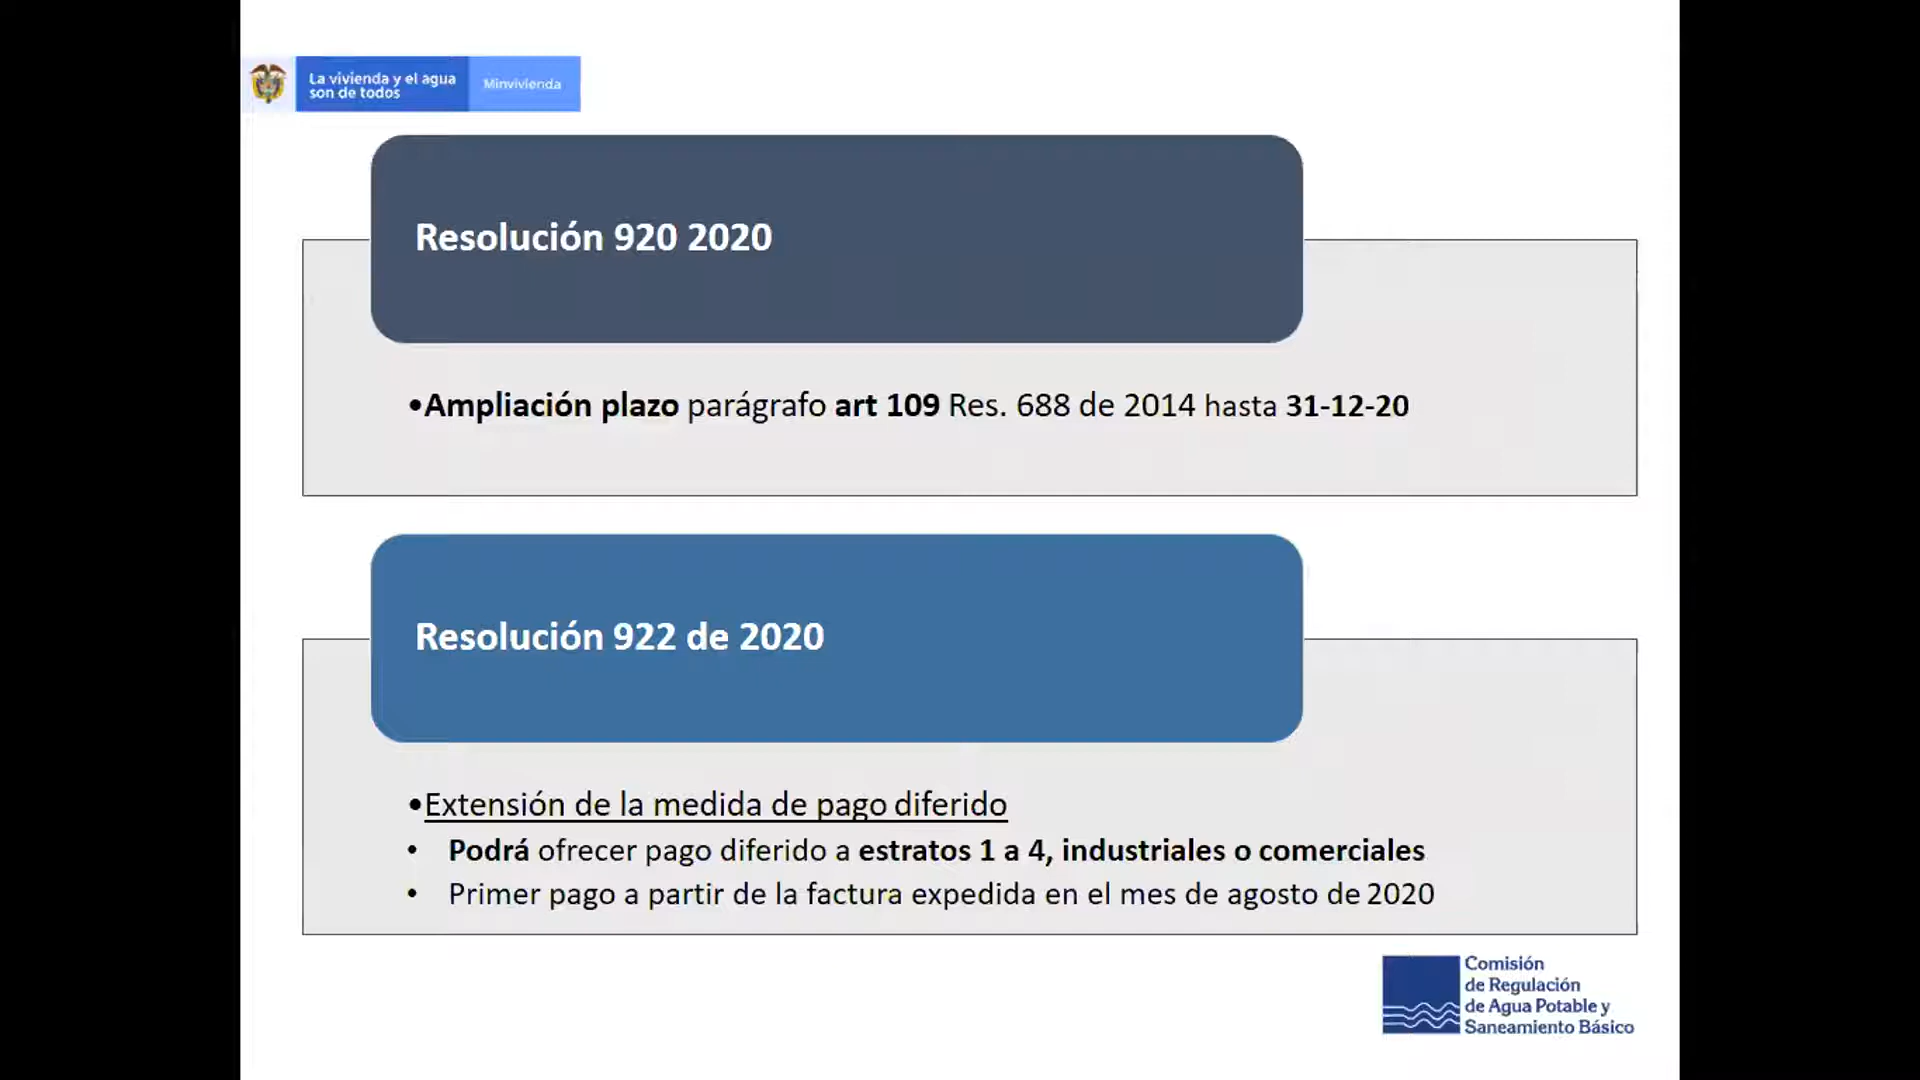 La vivienda y el agua
son de todos
Minvivienda
Resolución 920 2020
•Ampliación plazo parágrafo art 109 Res. 688 de 2014 hasta 31-12-20
Resolución 922 de 2020
•Extensión de la medida de pago diferido
• Podrá ofrecer pago diferido a estratos 1 a 4, industriales o comerciales
• Primer pago a partir de la factura expedida en el mes de agosto de 2020
Comisión
de Regulación
de Agua Potable y
Saneamiento Básico